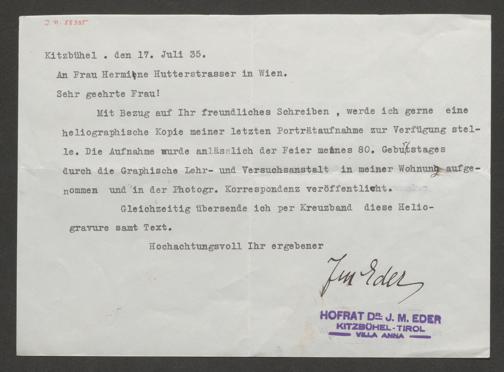 J.N. 58335
Kitzbühel . den 17. Juli 35.
An Frau Hermine Hutterstrasser in Wien.
Sehr geehrte Frau!
Mit Bezug auf Ihr freundliches Schreiben , werde ich gerne eine
heliographische Kopie meiner letzten Porträtaufnahme zur Verfügung stel-
le. Die Aufnahme wurde anlässlich der Feier meines 80. Geburtstages
durch die Graphische Lehr- und Versuchsanstalt in meiner Wohnung aufge-
nommen und in der Photogr. Korrespondenz veröffentlicht.
Gleichzeitig übersende ich per Kreuzband diese Helio-
gravure samt Text.
Hochachtungsvoll Ihr ergebener
JM Eder
HOFRAT DR. J. M. EDER
KITZBÜHEL-TIROL
VILLA ANNA